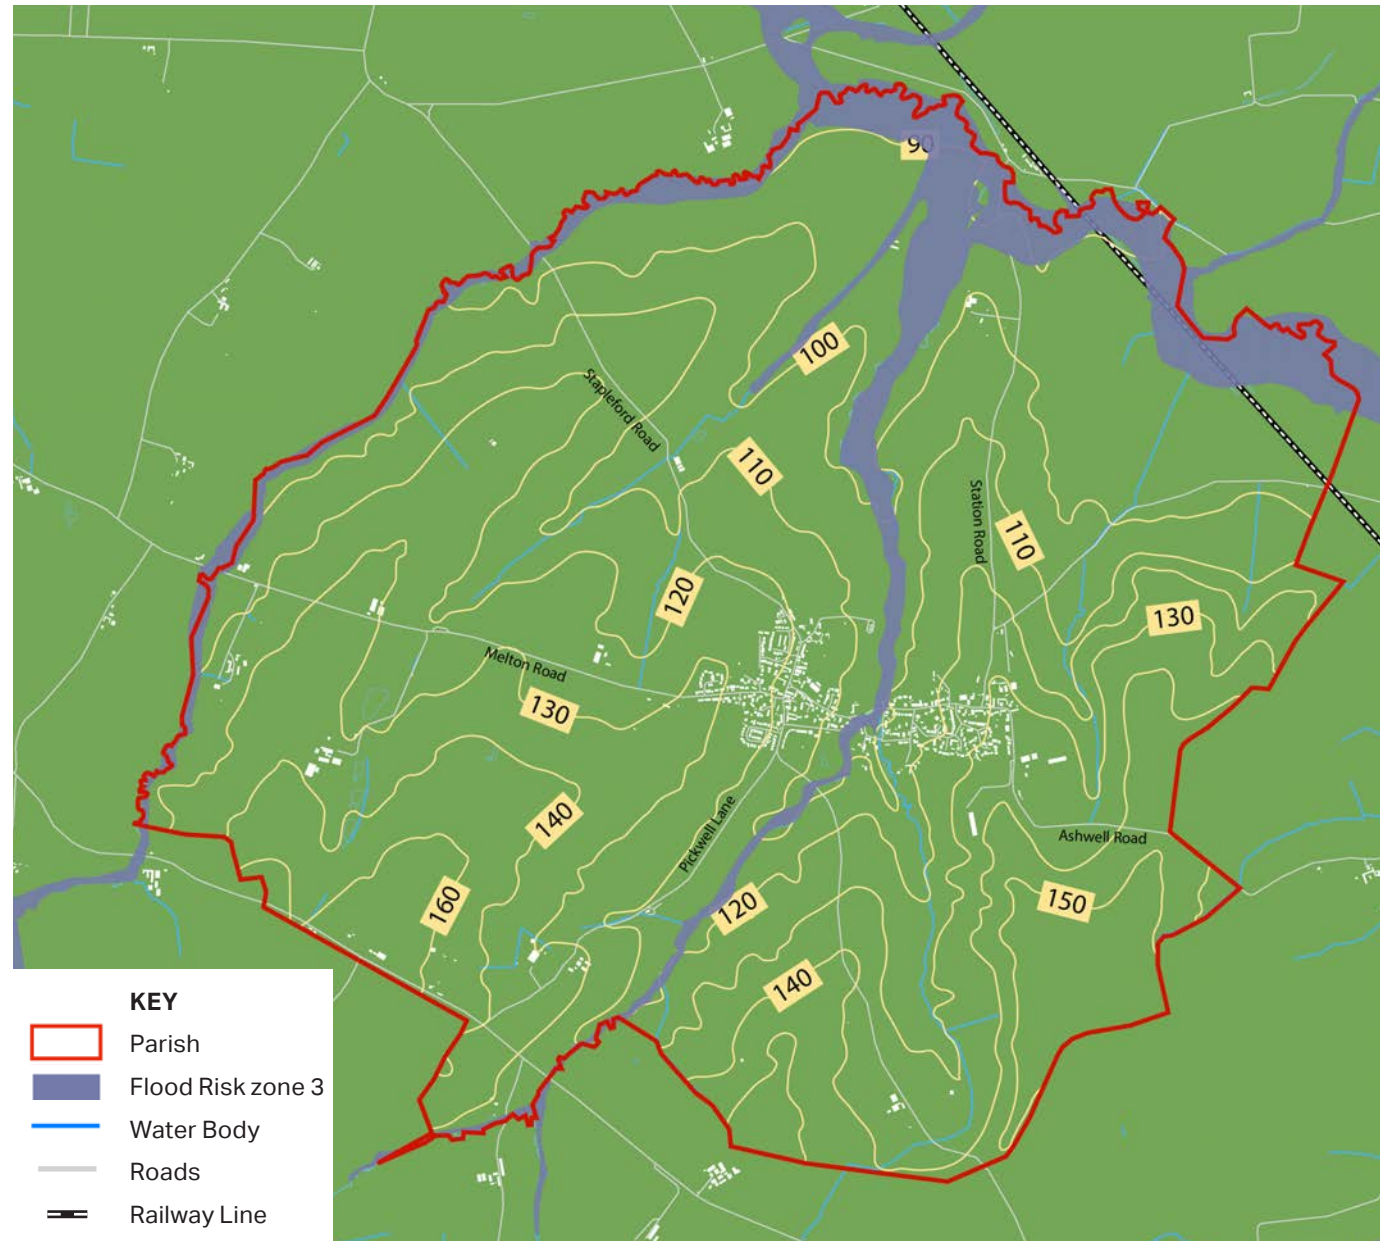 90
100
Stapleford Road
110
Station Road
110
120
130
Melton Road
130
140
Pickwell Lane
Ashwell Road
160
120
150
140
KEY
Parish
Flood Risk zone 3
Water Body
Roads
Railway Line